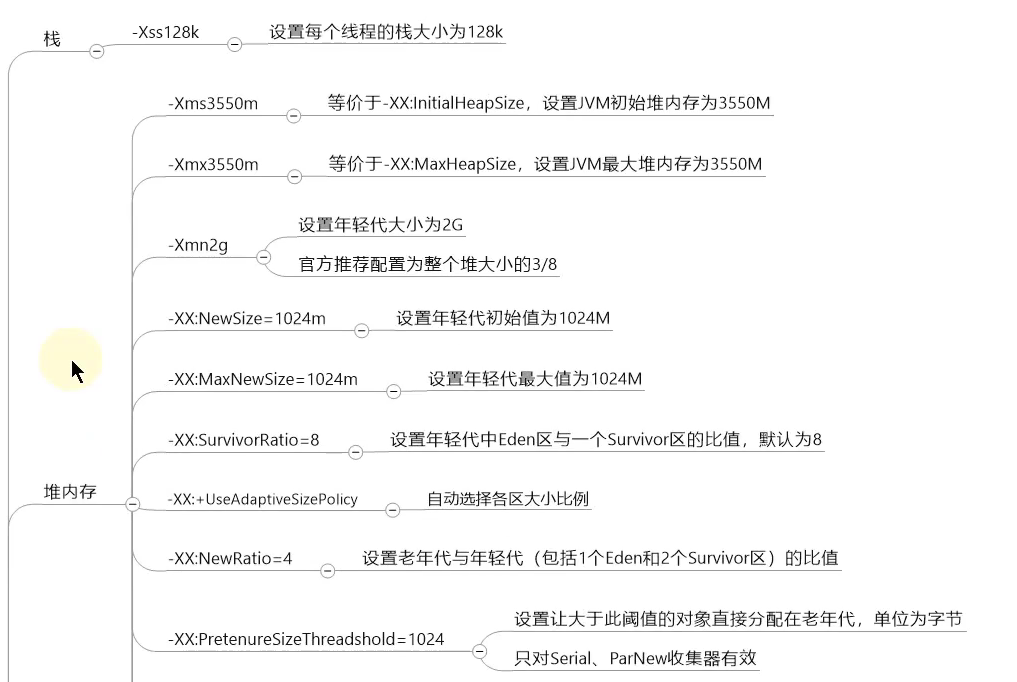 栈
-Xss128k
设置每个线程的栈大小为128k
-Xms3550m
等价于-XX:InitialHeapSize，设置JVM初始堆内存为3550M
-Xmx3550m
等价于-XX:MaxHeapSize，设置JVM最大堆内存为3550M
-Xmn2g
设置年轻代大小为2G
官方推荐配置为整个堆大小的3/8
-XX:NewSize=1024m
设置年轻代初始值为1024M
-XX:MaxNewSize=1024m
设置年轻代最大值为1024M
-XX:SurvivorRatio=8
设置年轻代中Eden区与一个Survivor区的比值，默认为8
堆内存
-XX:+UseAdaptiveSizePolicy
自动选择各区大小比例
-XX:NewRatio=4
设置老年代与年轻代（包括1个Eden和2个Survivor区）的比值
-XX:PretenureSizeThreadshold=1024
设置让大于此阈值的对象直接分配在老年代，单位为字节
只对Serial、ParNew收集器有效